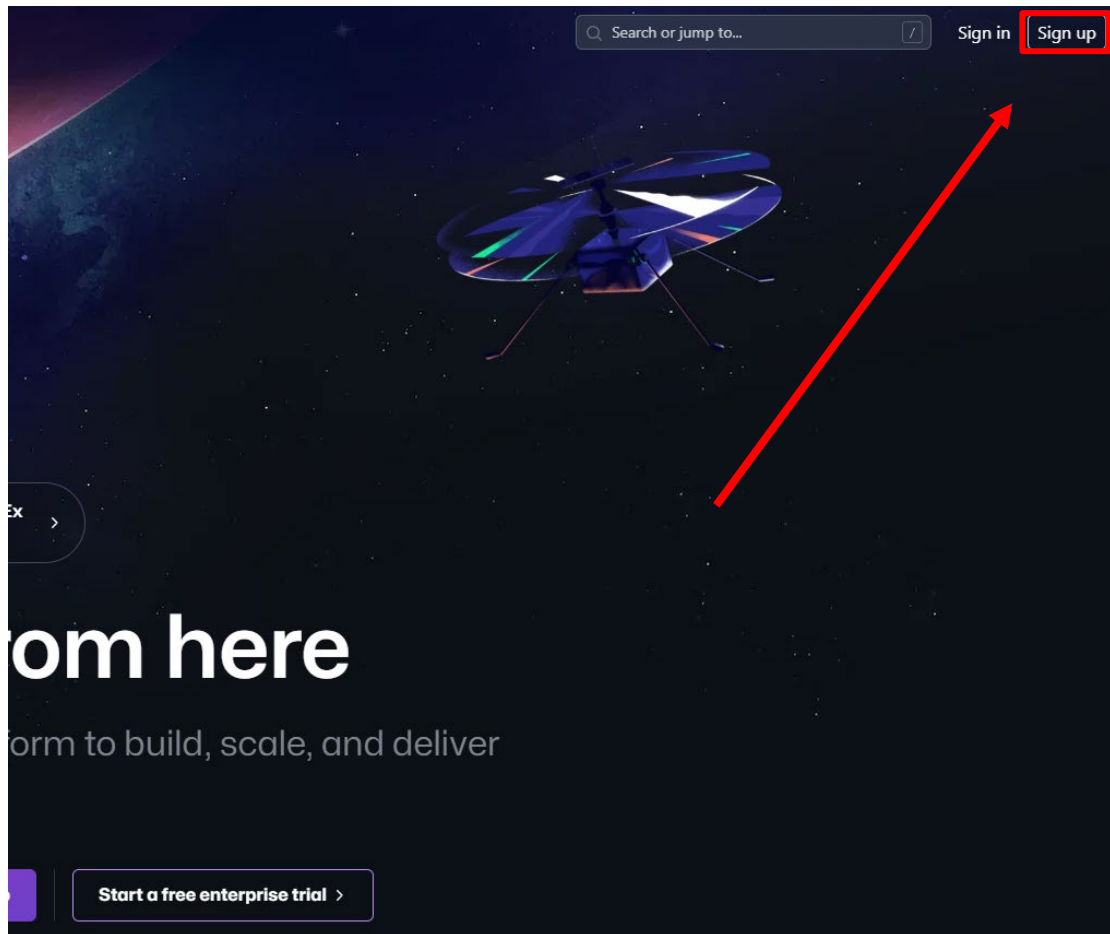 Search or jump to... / Sign in Sign up
Ex
rom here
form to build, scale, and deliver
Start a free enterprise trial >